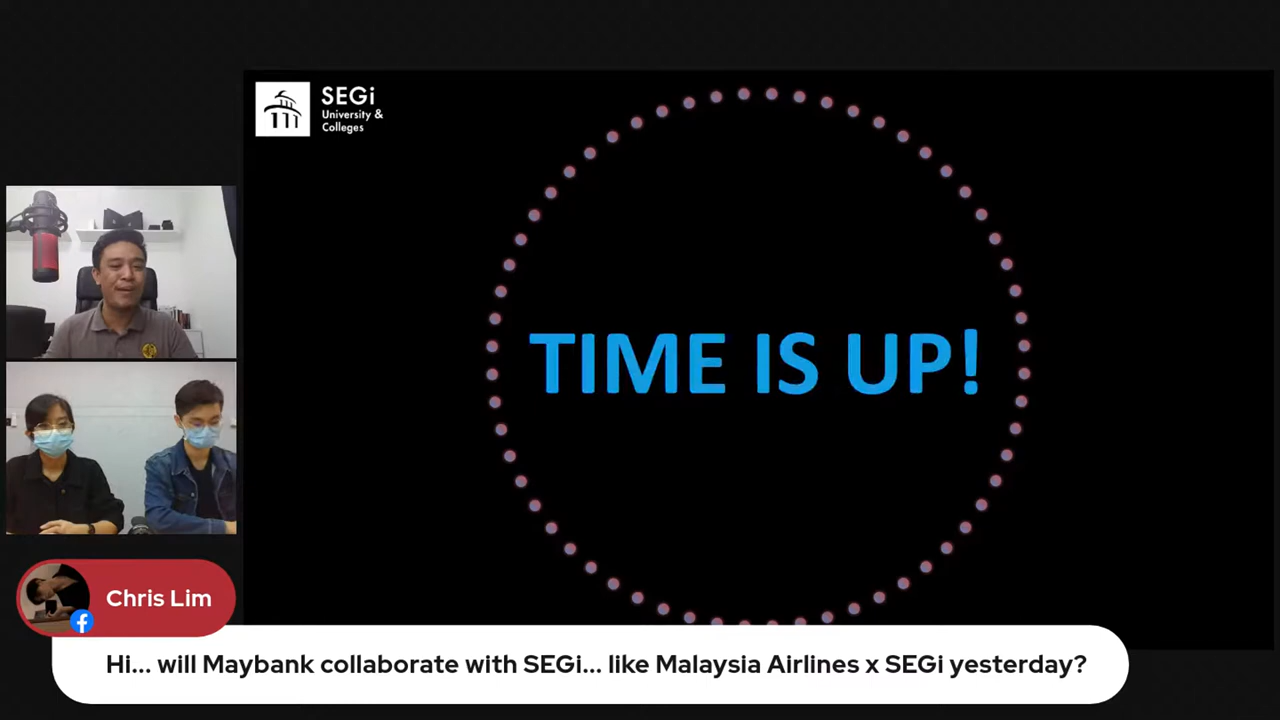 SEGi
University &
Colleges
TIME IS UP!
Chris Lim
Hi... will Maybank collaborate with SEGi... like Malaysia Airlines x SEGi yesterday?